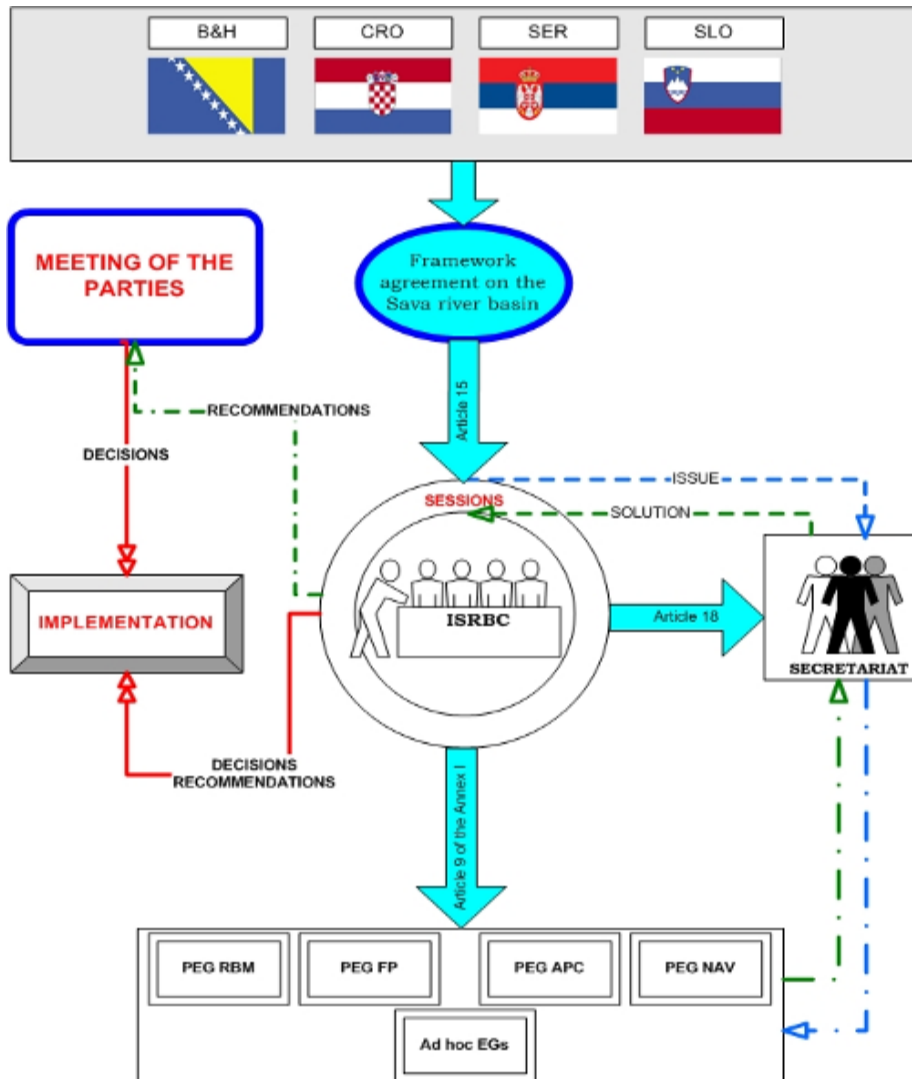 B&H
CRO
SER
SLO
MEETING OF THE
PARTIES
Framework
agreement on the
Sava river basin
Article 15
RECOMMENDATIONS
DECISIONS
ISSUE
SESSIONS
SOLUTION
ISRBC
Article 18
SECRETARIAT
IMPLEMENTATION
DECISIONS
RECOMMENDATIONS
Article 9 of the Annex I
PEG RBM
PEG FP
PEG APC
PEG NAV
Ad hoc EGs